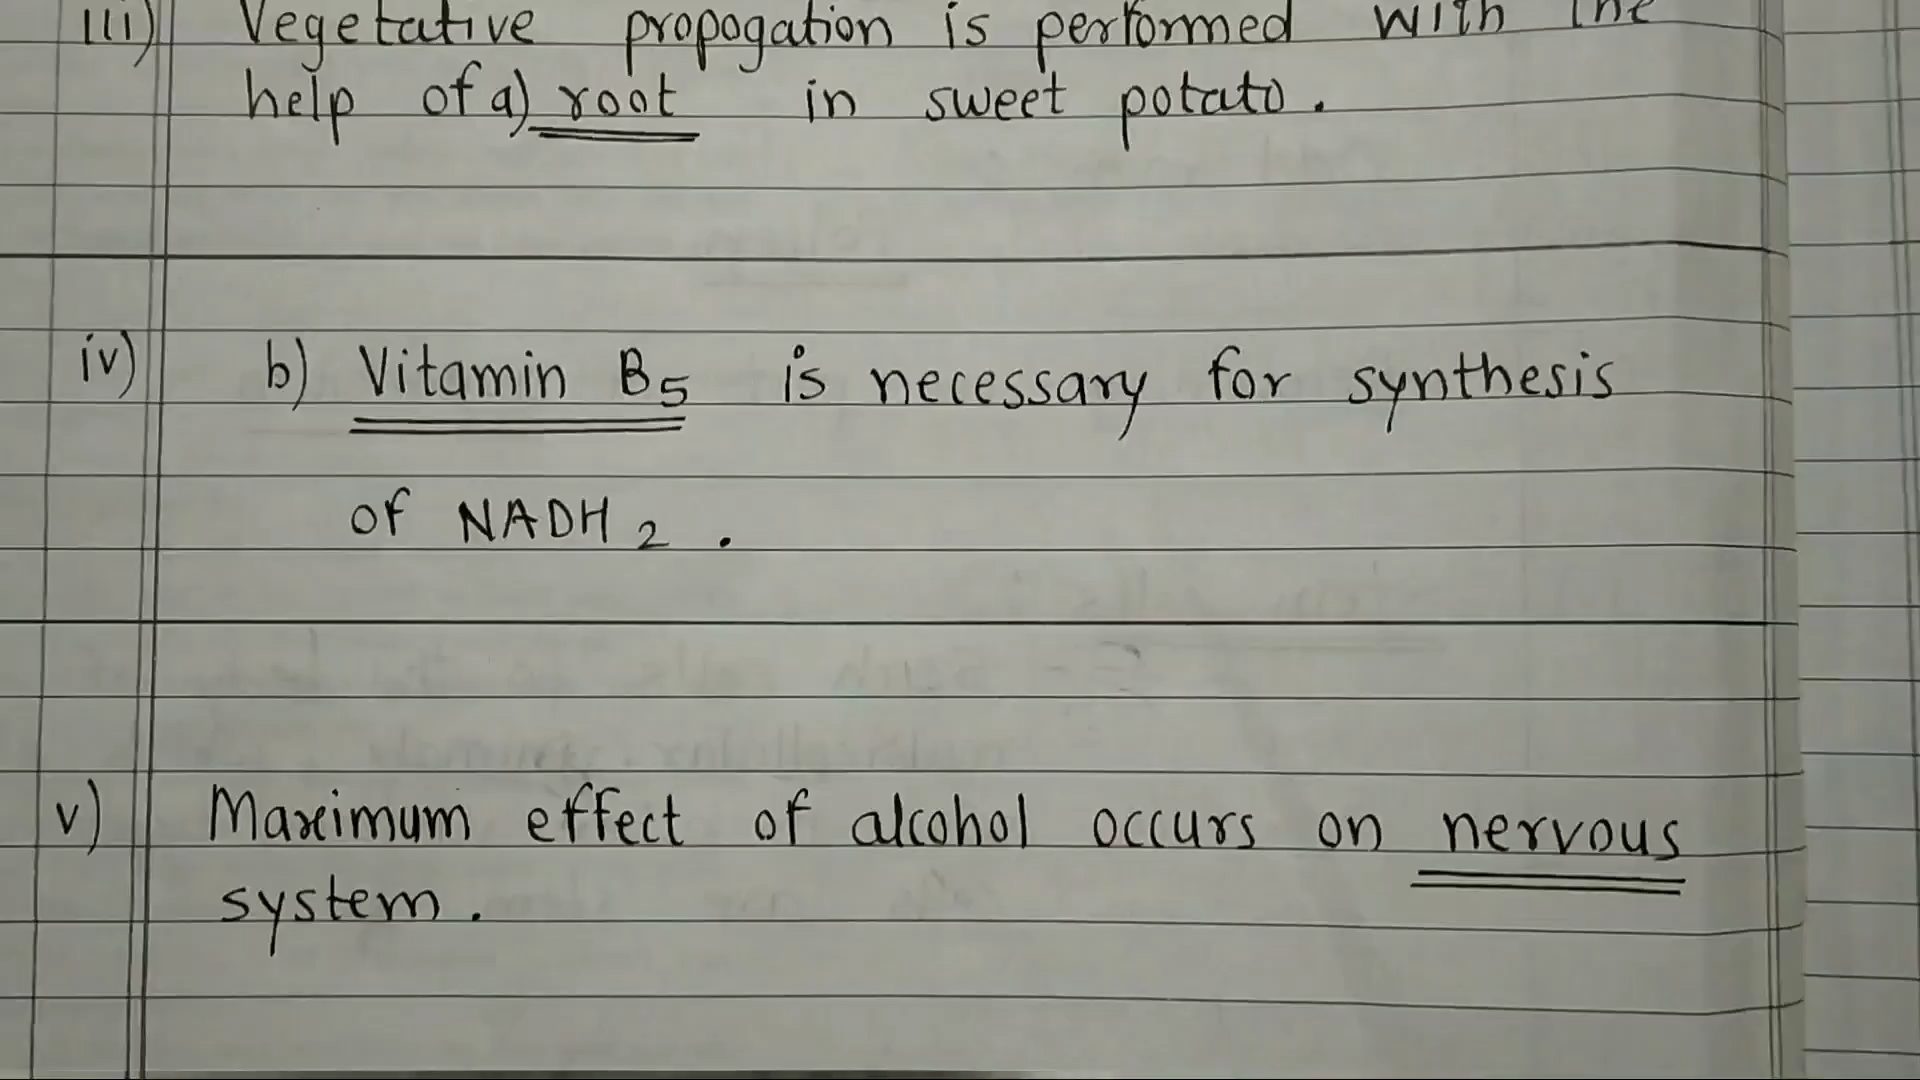 iii) Vegetative propogation is performed with the
help of a) root in sweet potato.
iv) b) Vitamin B5 is necessary for synthesis
of NADH2.
v) Maximum effect of alcohol occurs on nervous
system.